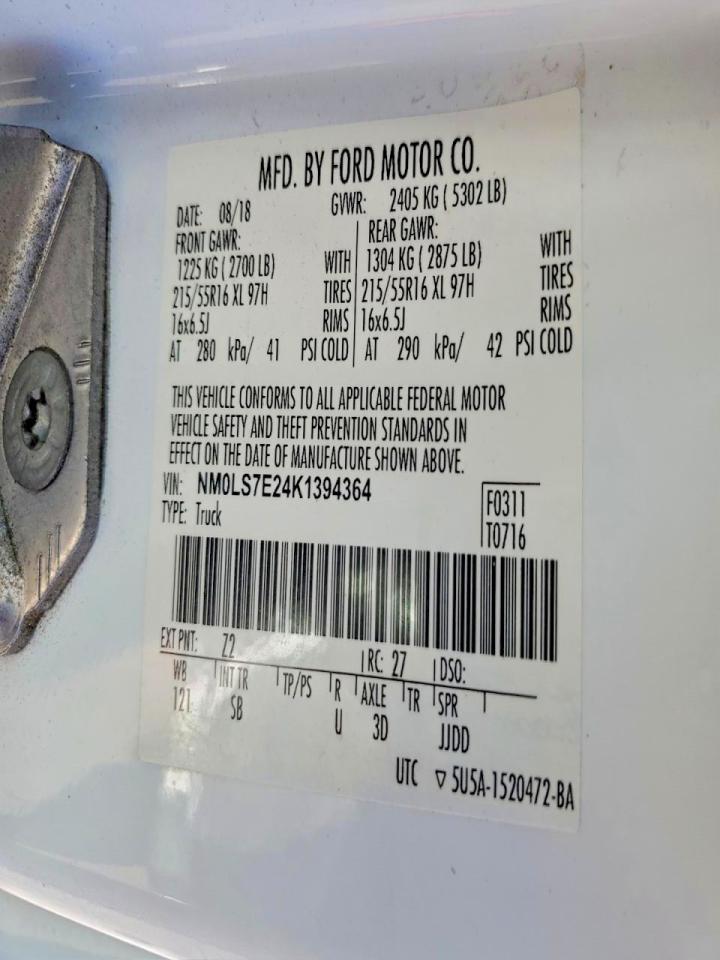 MFD. BY FORD MOTOR CO.
DATE: 08/18 GVWR: 2405 KG ( 5302 LB)
FRONT GAWR: REAR GAWR:
1225 KG ( 2700 LB) WITH 1304 KG ( 2875 LB) WITH
215/55R16 XL 97H TIRES 215/55R16 XL 97H TIRES
16x6.5J RIMS 16x6.5J RIMS
AT 280 kPa/ 41 PSI COLD AT 290 kPa/ 42 PSI COLD
THIS VEHICLE CONFORMS TO ALL APPLICABLE FEDERAL MOTOR
VEHICLE SAFETY AND THEFT PREVENTION STANDARDS IN
EFFECT ON THE DATE OF MANUFACTURE SHOWN ABOVE.
VIN: NM0LS7E24K1394364 F0311
TYPE: Truck T0716
EXT PNT: Z2 RC: 27 DSO:
WB INT TR TP/PS R AXLE TR SPR
121 SB U 3D JJDD
UTC ▽ 5U5A-1520472-BA